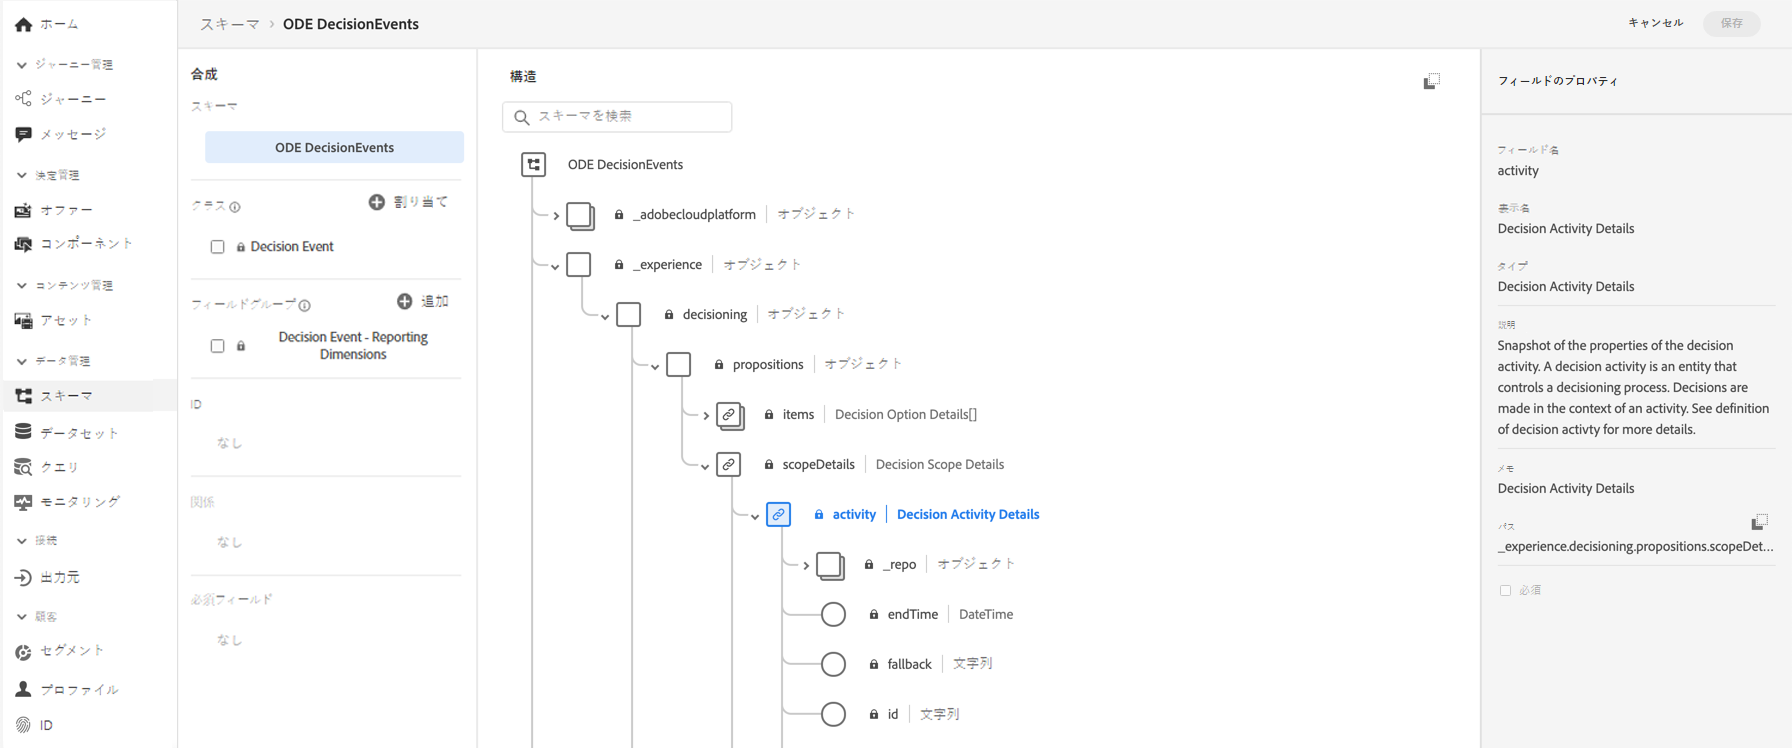 ホーム
ジャーニー管理
ジャーニー
メッセージ
決定管理
オファー
コンポーネント
コンテンツ管理
アセット
データ管理
スキーマ
データセット
クエリ
モニタリング
接続
出力元
顧客
セグメント
プロファイル
ID
スキーマ › ODE DecisionEvents
キャンセル
保存
合成
スキーマ
ODE DecisionEvents
クラス
割り当て
Decision Event
フィールドグループ
追加
Decision Event - Reporting
Dimensions
ID
なし
関係
なし
必須フィールド
なし
構造
スキーマを検索
ODE DecisionEvents
_adobecloudplatform オブジェクト
_experience オブジェクト
decisioning オブジェクト
propositions オブジェクト
items Decision Option Details[]
scopeDetails Decision Scope Details
activity Decision Activity Details
_repo オブジェクト
endTime DateTime
fallback 文字列
id 文字列
フィールドのプロパティ
フィールド名
activity
表示名
Decision Activity Details
タイプ
Decision Activity Details
説明
Snapshot of the properties of the decision
activity. A decision activity is an entity that
controls a decisioning process. Decisions are
made in the context of an activity. See definition
of decision activty for more details.
メモ
Decision Activity Details
パス
_experience.decisioning.propositions.scopeDet...
必須